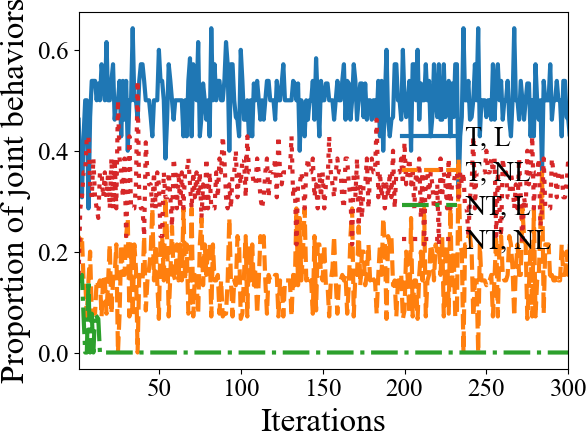 Proportion of joint behaviors
0.6
0.4
0.2
0.0
T, L
T, NL
NT, L
NT, NL
50
100
150
200
250
300
Iterations